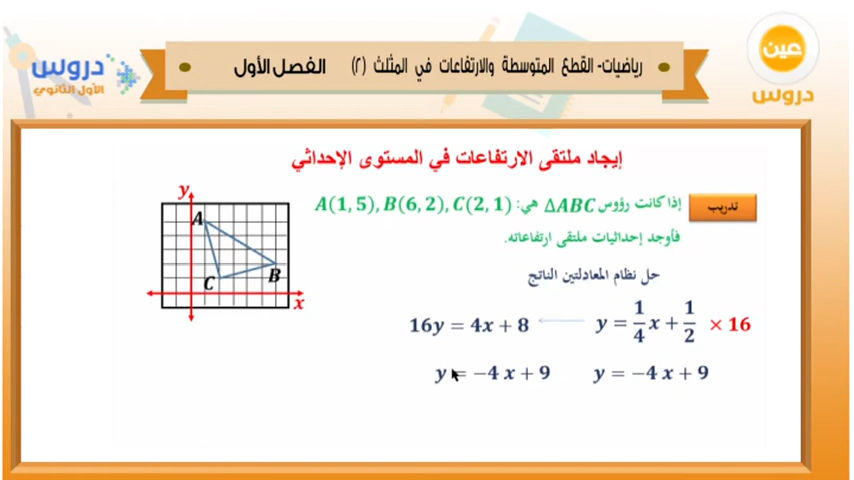 رياضيات- القطع المتوسطة والارتفاعات في المثلث (٢) الفصل الأول
عين
دروس
دروس
الأول الثانوي
إيجاد ملتقى الارتفاعات في المستوى الإحداثي
تدريب
إذا كانت رؤوس ΔABC هي: A(1, 5), B(6, 2), C(2, 1)
فأوجد إحداثيات ملتقى ارتفاعاته.
حل نظام المعادلتين الناتج
y = 1/4 x + 1/2 × 16
16y = 4x + 8
y = −4 x + 9
y = −4 x + 9
y
A
B
C
x